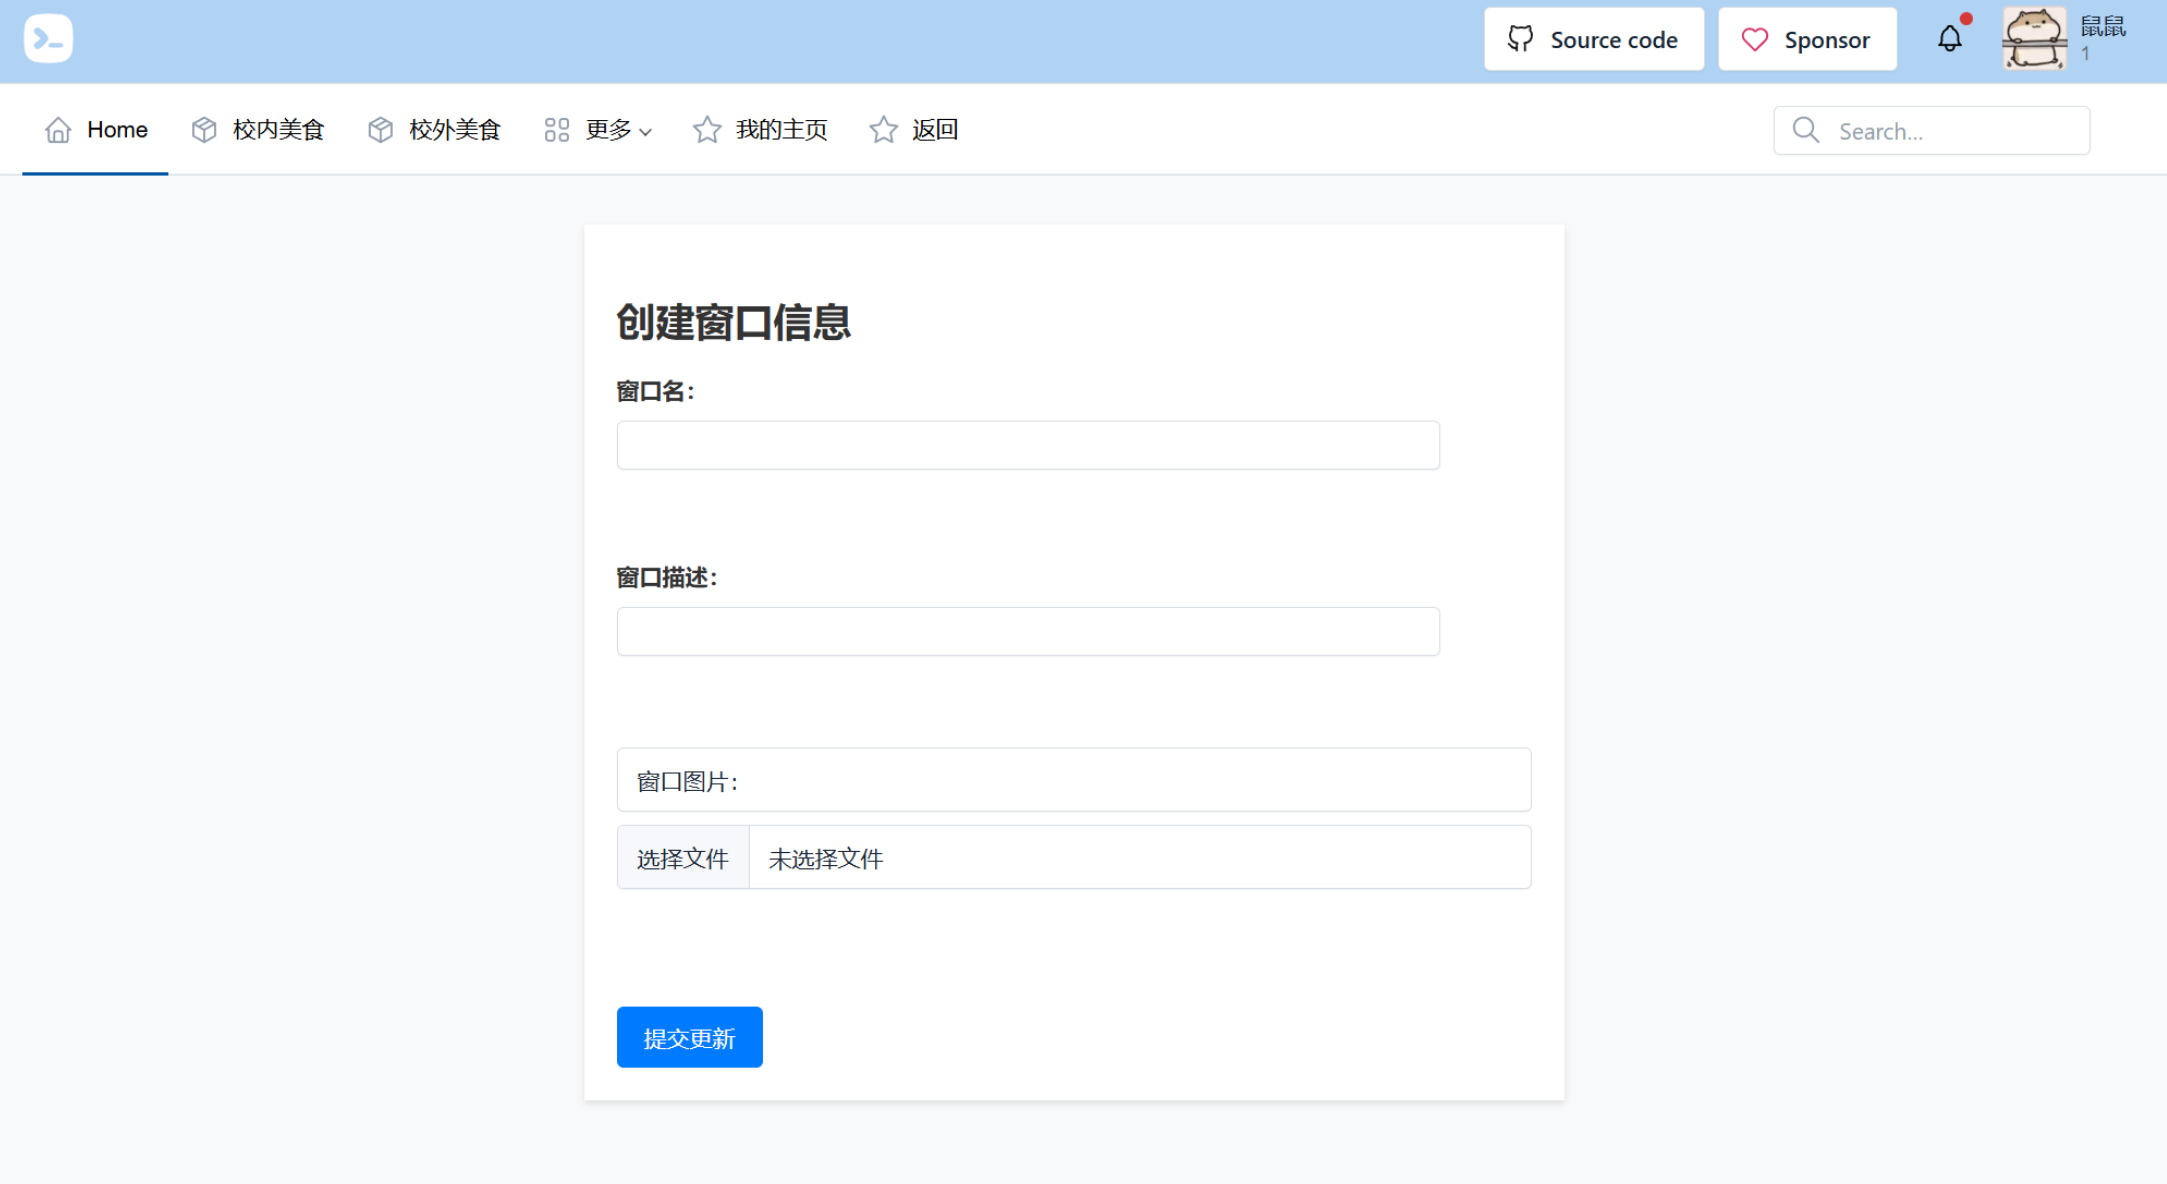 Source code
Sponsor
鼠鼠
1
Home
校内美食
校外美食
更多
我的主页
返回
Search...
创建窗口信息
窗口名：
窗口描述：
窗口图片：
选择文件 未选择文件
提交更新